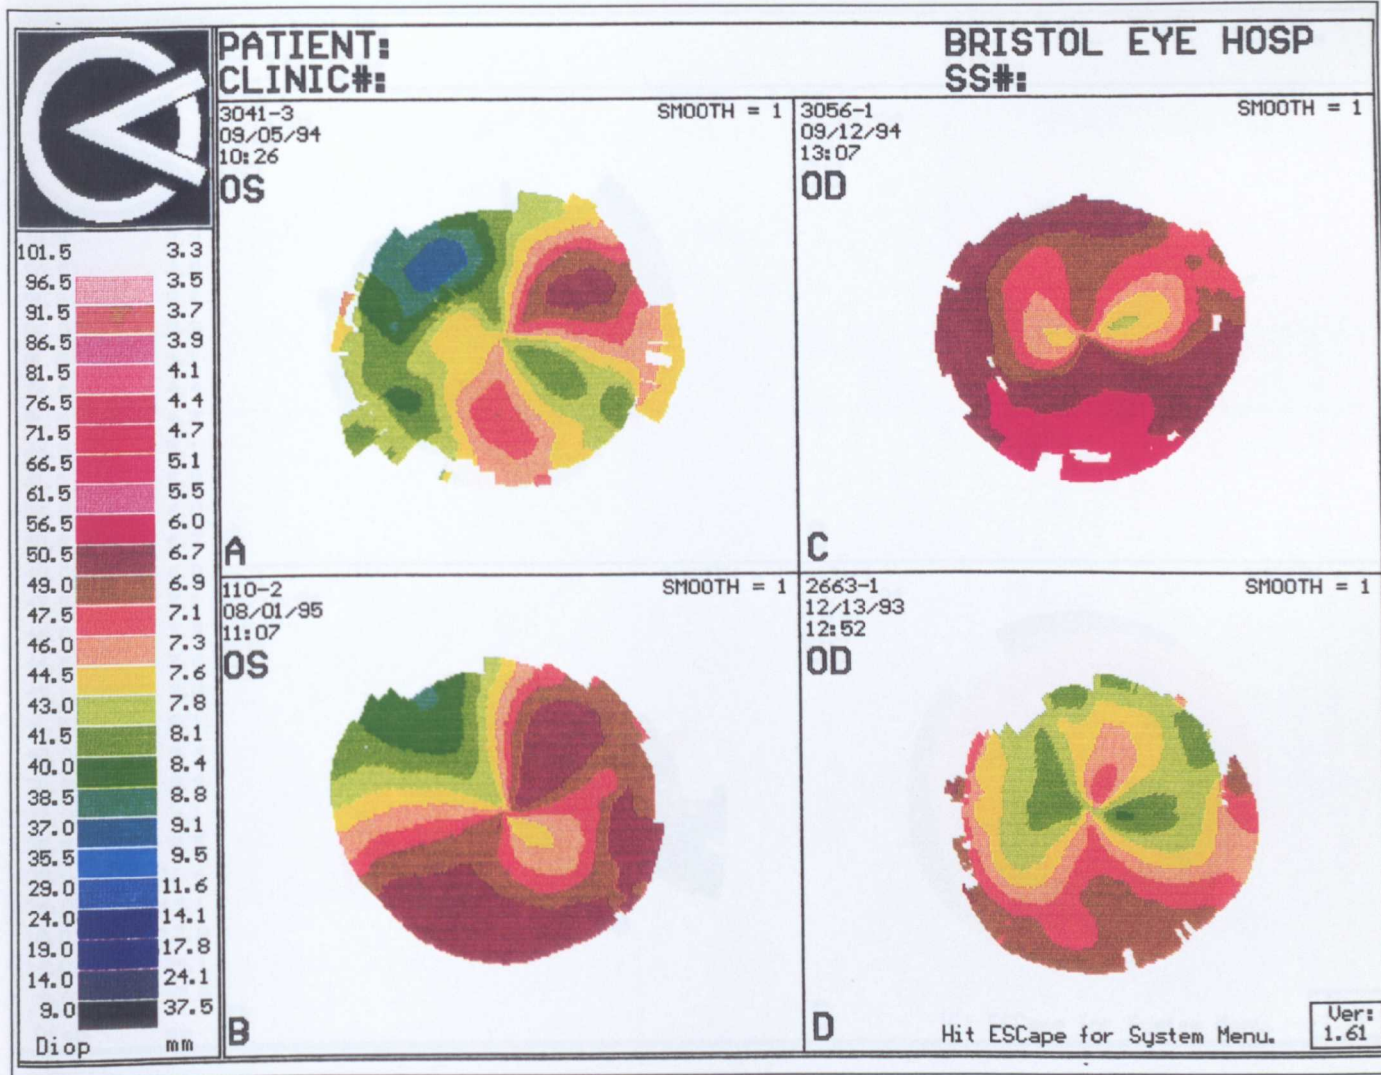 PATIENT:
CLINIC#:
BRISTOL EYE HOSP
SS#:
3041-3
09/05/94
10:26
OS
SMOOTH = 1
A
3056-1
09/12/94
13:07
OD
SMOOTH = 1
C
110-2
08/01/95
11:07
OS
SMOOTH = 1
B
2663-1
12/13/93
12:52
OD
SMOOTH = 1
D
Hit ESCape for System Menu.
Ver:
1.61
101.5 3.3
96.5 3.5
91.5 3.7
86.5 3.9
81.5 4.1
76.5 4.4
71.5 4.7
66.5 5.1
61.5 5.5
56.5 6.0
50.5 6.7
49.0 6.9
47.5 7.1
46.0 7.3
44.5 7.6
43.0 7.8
41.5 8.1
40.0 8.4
38.5 8.8
37.0 9.1
35.5 9.5
29.0 11.6
24.0 14.1
19.0 17.8
14.0 24.1
9.0 37.5
Diop mm